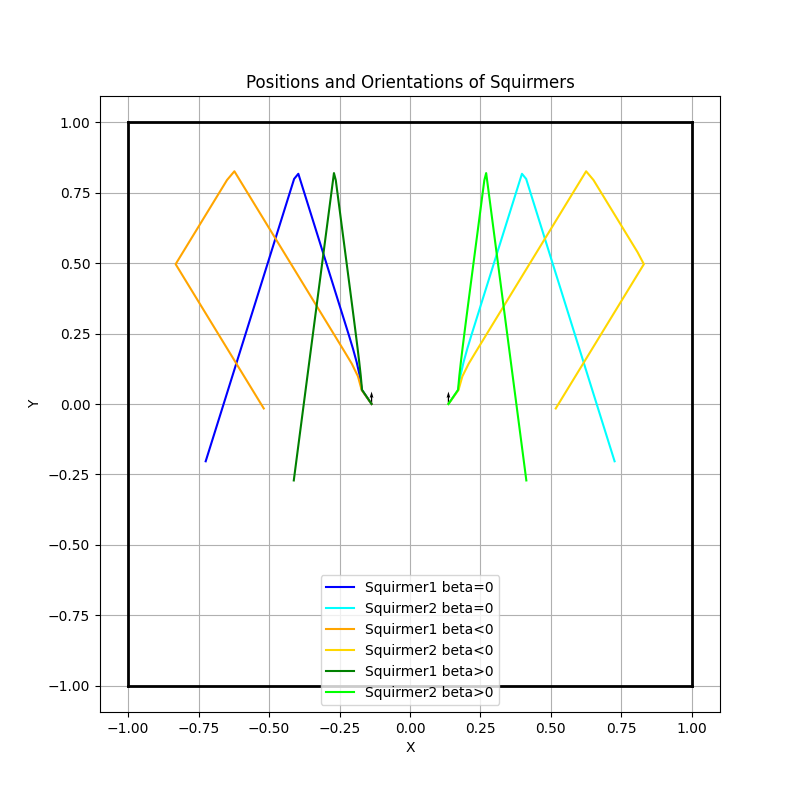 Positions and Orientations of Squirmers
Y
1.00
0.75
0.50
0.25
0.00
−0.25
−0.50
−0.75
−1.00
Squirmer1 beta=0
Squirmer2 beta=0
Squirmer1 beta<0
Squirmer2 beta<0
Squirmer1 beta>0
Squirmer2 beta>0
−1.00 −0.75 −0.50 −0.25 0.00 0.25 0.50 0.75 1.00
X